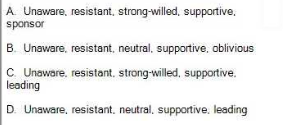 A. Unaware, resistant, strong-willed, supportive,
sponsor
B. Unaware, resistant, neutral, supportive, oblivious
C. Unaware, resistant, strong-willed, supportive,
leading
D. Unaware, resistant, neutral, supportive, leading